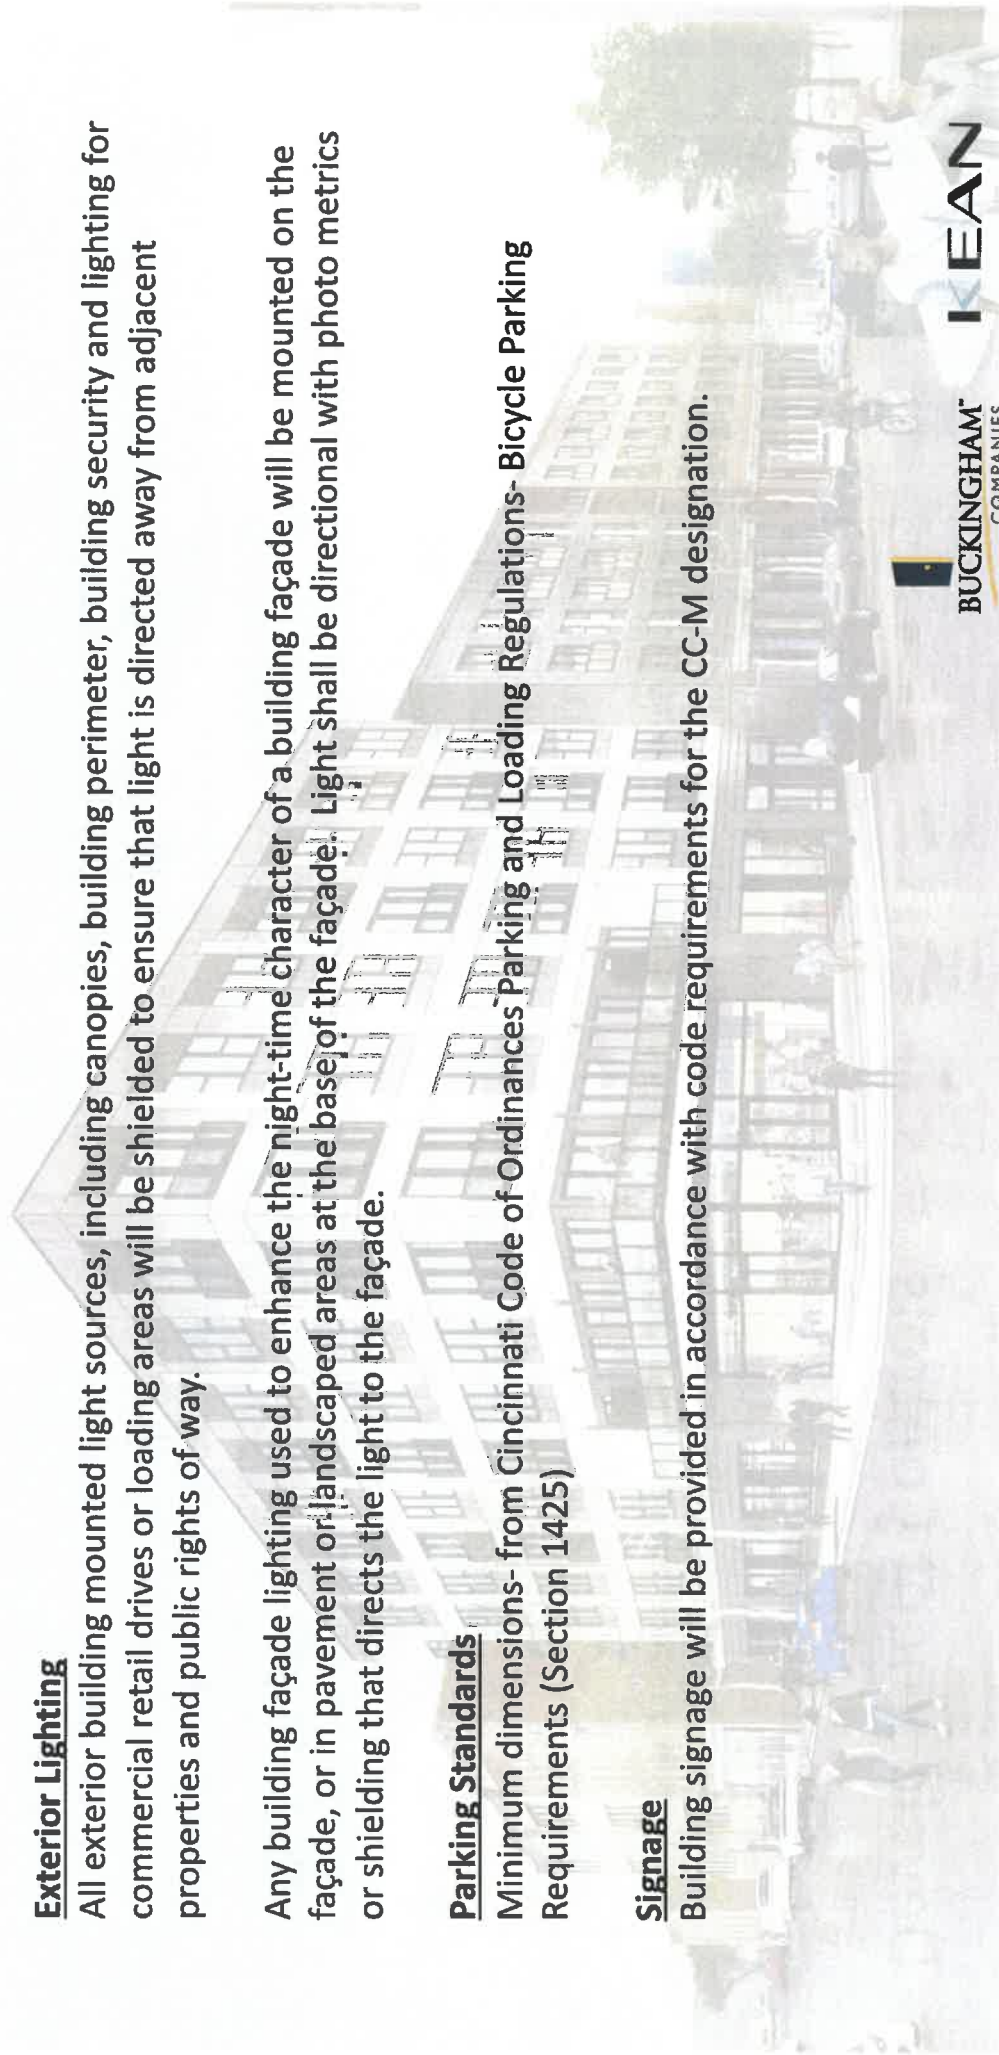 Exterior Lighting
All exterior building mounted light sources, including canopies, building perimeter, building security and lighting for
commercial retail drives or loading areas will be shielded to ensure that light is directed away from adjacent
properties and public rights of way.
Any building façade lighting used to enhance the night-time character of a building façade will be mounted on the
façade, or in pavement or landscaped areas at the base of the façade. Light shall be directional with photo metrics
or shielding that directs the light to the façade.
Parking Standards
Minimum dimensions- from Cincinnati Code of Ordinances Parking and Loading Regulations- Bicycle Parking
Requirements (Section 1425)
Signage
Building signage will be provided in accordance with code requirements for the CC-M designation.
BUCKINGHAM™
COMPANIES
KEAN